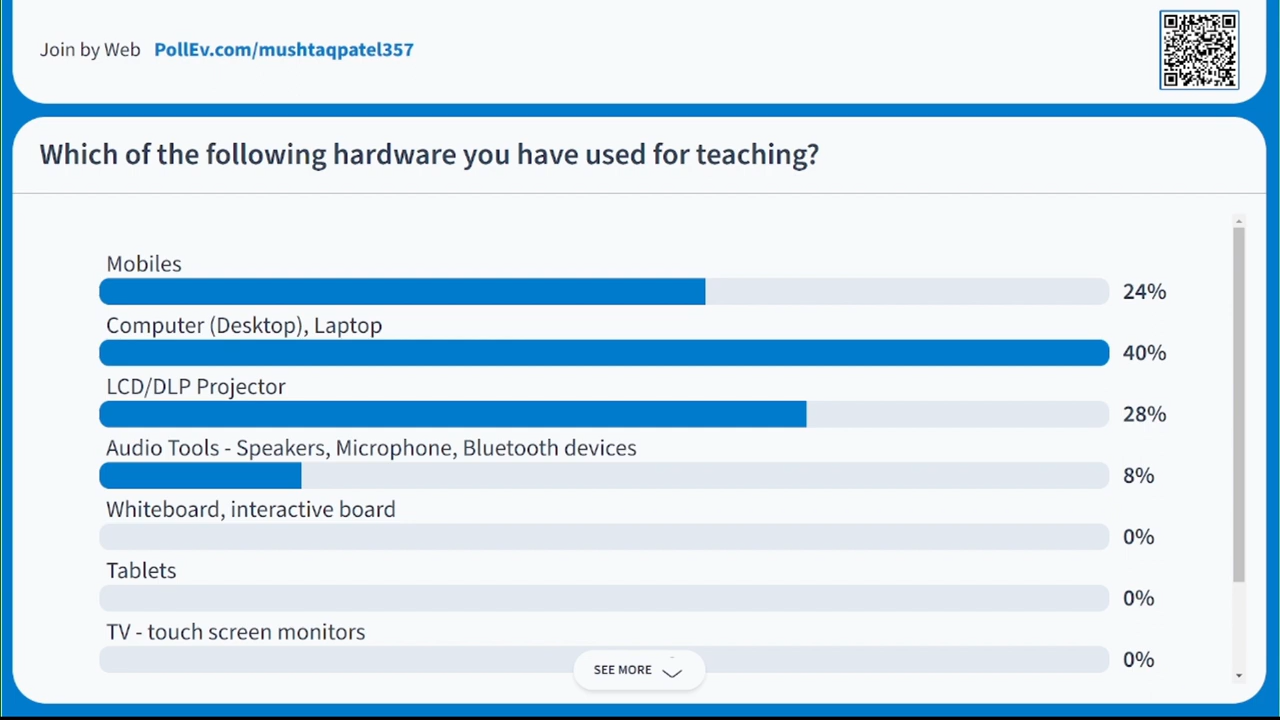 Join by Web PollEv.com/mushtaqpatel357
Which of the following hardware you have used for teaching?
Mobiles
24%
Computer (Desktop), Laptop
40%
LCD/DLP Projector
28%
Audio Tools - Speakers, Microphone, Bluetooth devices
8%
Whiteboard, interactive board
0%
Tablets
0%
TV - touch screen monitors
0%
SEE MORE